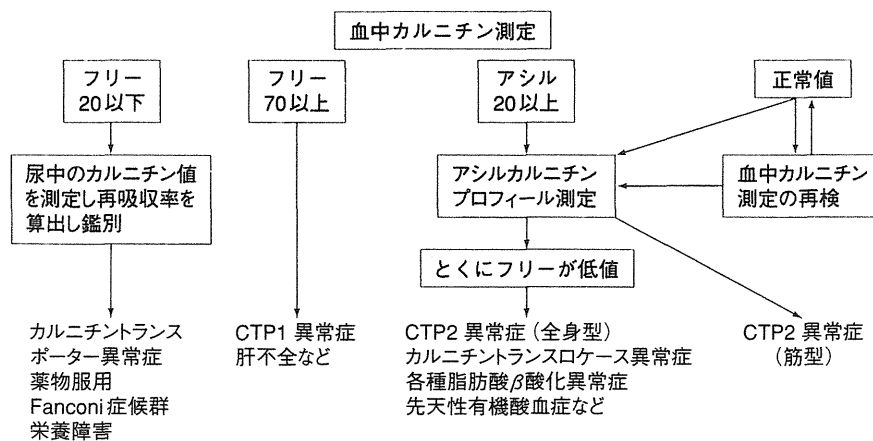 血中カルニチン測定
フリー
20以下
フリー
70以上
アシル
20以上
正常値
尿中のカルニチン値
を測定し再吸収率を
算出し鑑別
アシルカルニチン
プロフィール測定
血中カルニチン
測定の再検
とくにフリーが低値
カルニチントランス
ポーター異常症
薬物服用
Fanconi症候群
栄養障害
CTP1 異常症
肝不全など
CTP2 異常症(全身型)
カルニチントランスロケース異常症
各種脂肪酸β酸化異常症
先天性有機酸血症など
CTP2 異常症
(筋型)